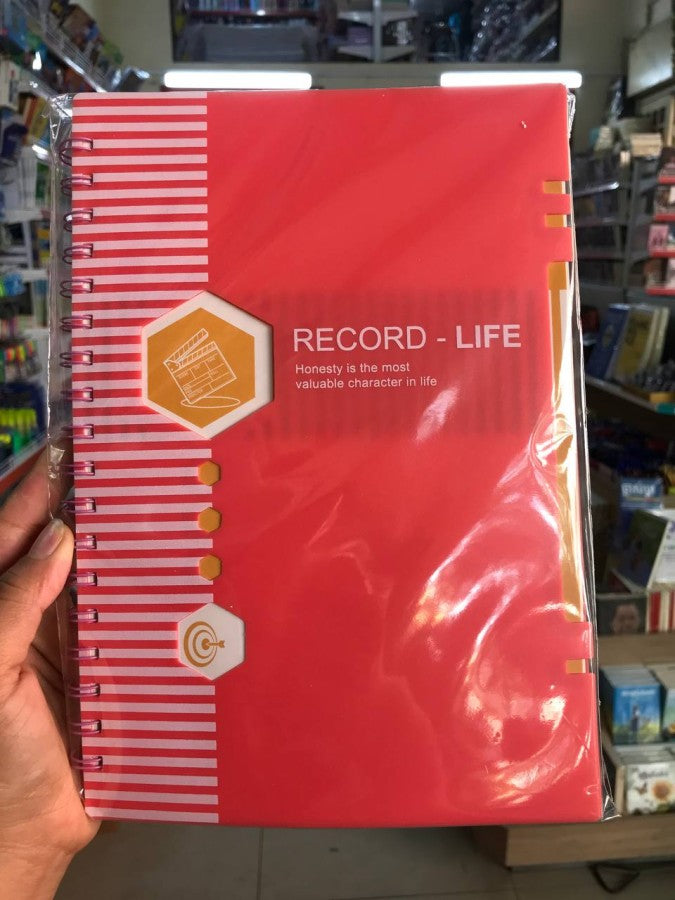 RECORD - LIFE
Honesty is the most
valuable character in life